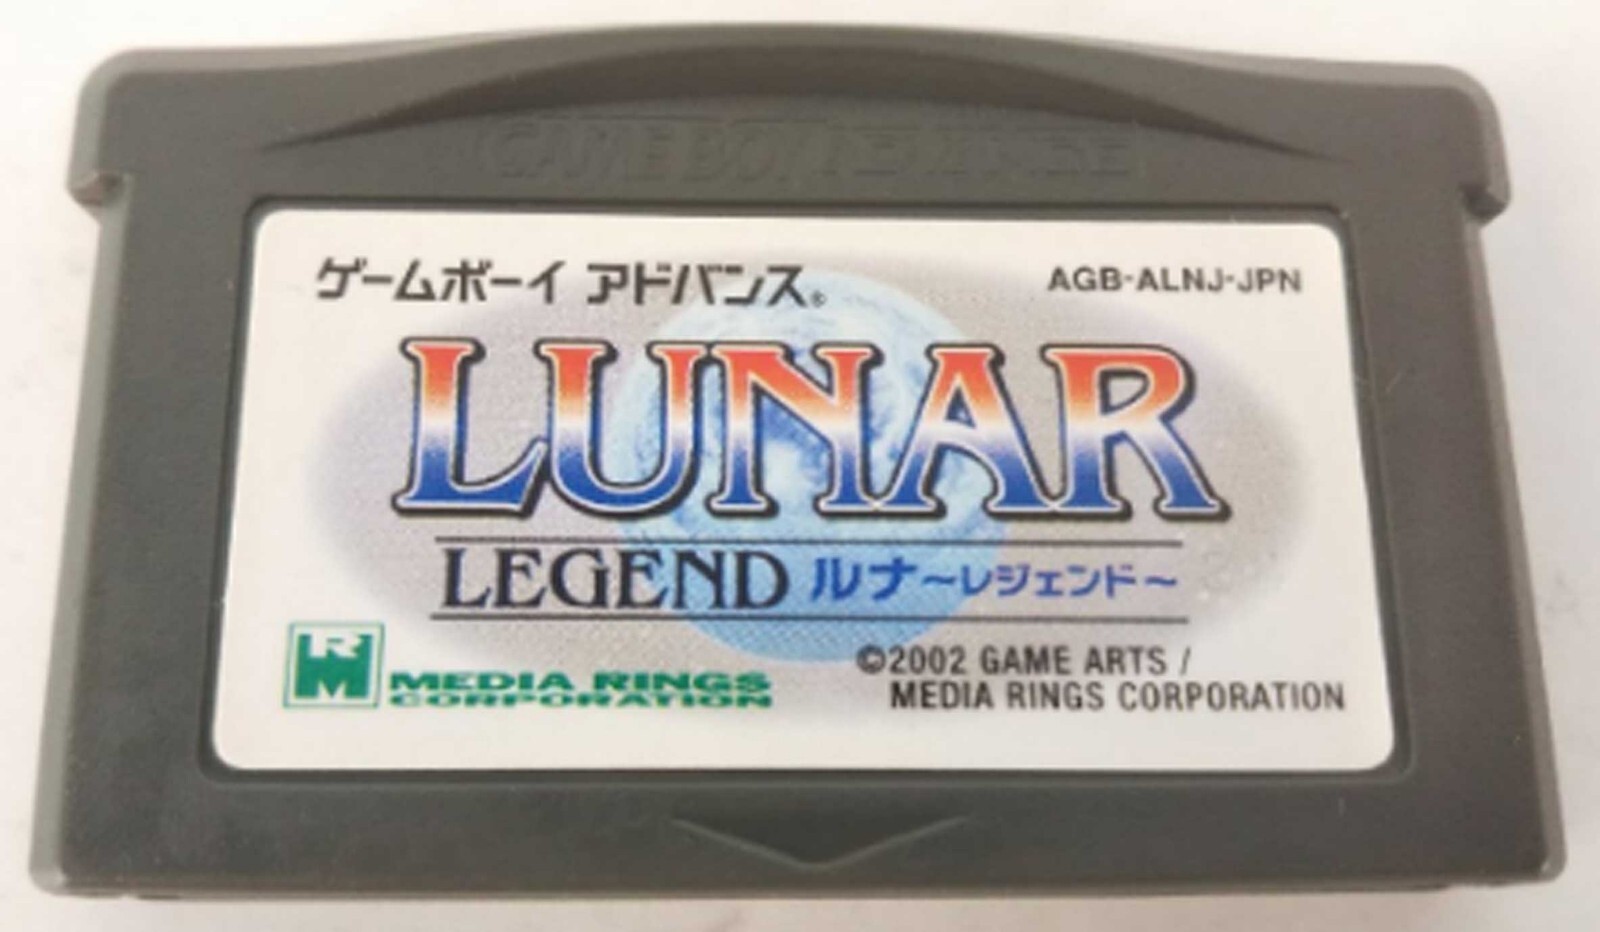 GAME BOY ADVANCE
ゲームボーイ アドバンス®
AGB-ALNJ-JPN
LUNAR
LEGEND ルナ～レジェンド～
RM
MEDIA RINGS
CORPORATION
©2002 GAME ARTS /
MEDIA RINGS CORPORATION